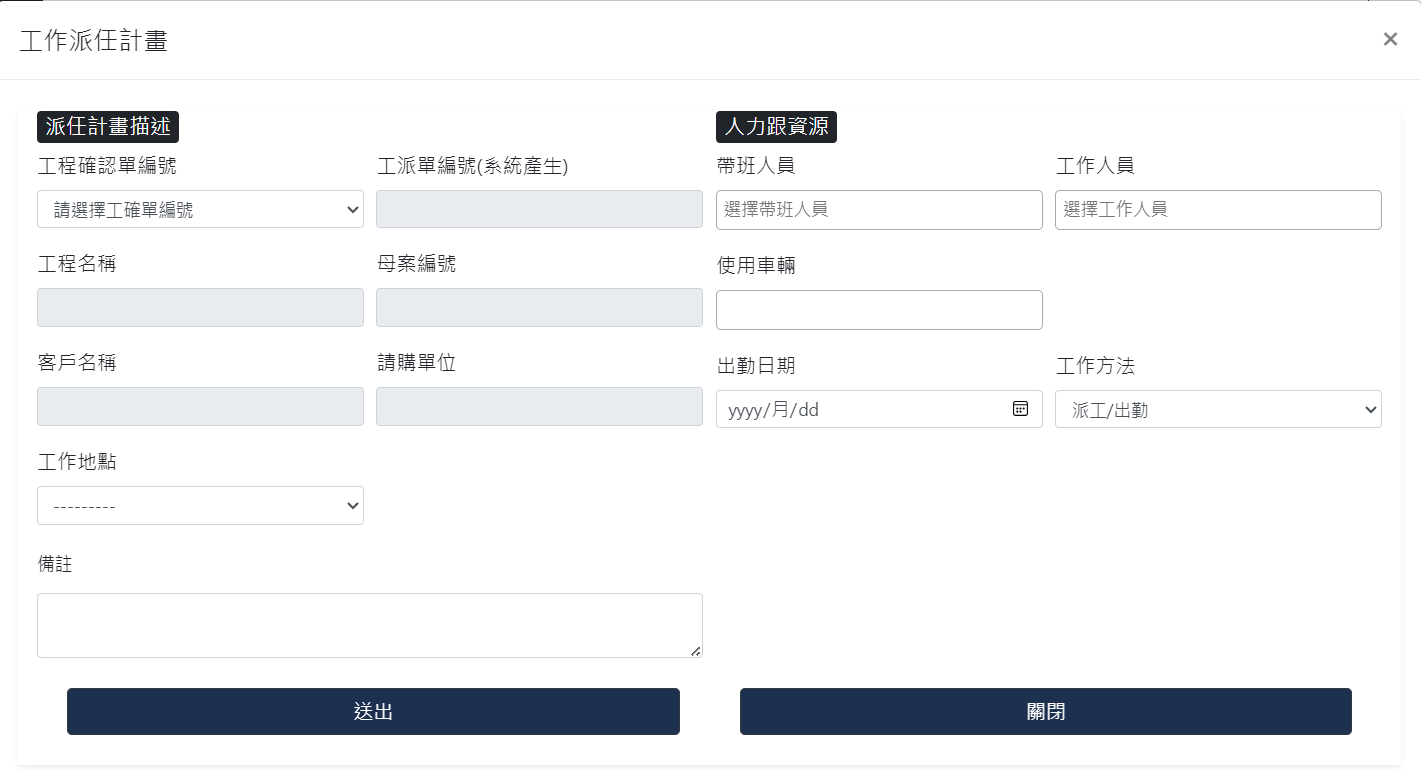 工作派任計畫
×
派任計畫描述
工程確認單編號
工派單編號(系統產生)
請選擇工確單編號
工程名稱
母案編號
客戶名稱
請購單位
工作地點
---------
備註
人力跟資源
帶班人員
工作人員
選擇帶班人員
選擇工作人員
使用車輛
出勤日期
工作方法
yyyy/月/dd
派工/出勤
送出
關閉